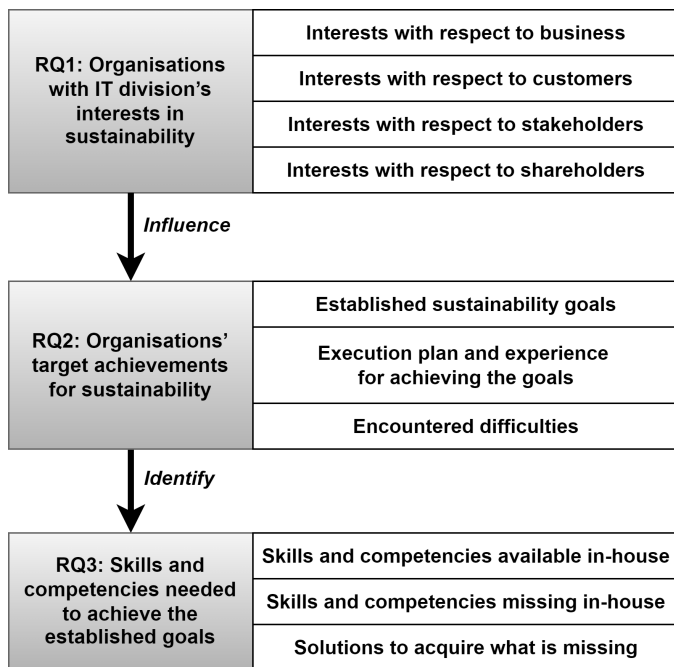 RQ1: Organisations
with IT division’s
interests in
sustainability
Interests with respect to business
Interests with respect to customers
Interests with respect to stakeholders
Interests with respect to shareholders
Influence
RQ2: Organisations’
target achievements
for sustainability
Established sustainability goals
Execution plan and experience
for achieving the goals
Encountered difficulties
Identify
RQ3: Skills and
competencies needed
to achieve the
established goals
Skills and competencies available in-house
Skills and competencies missing in-house
Solutions to acquire what is missing